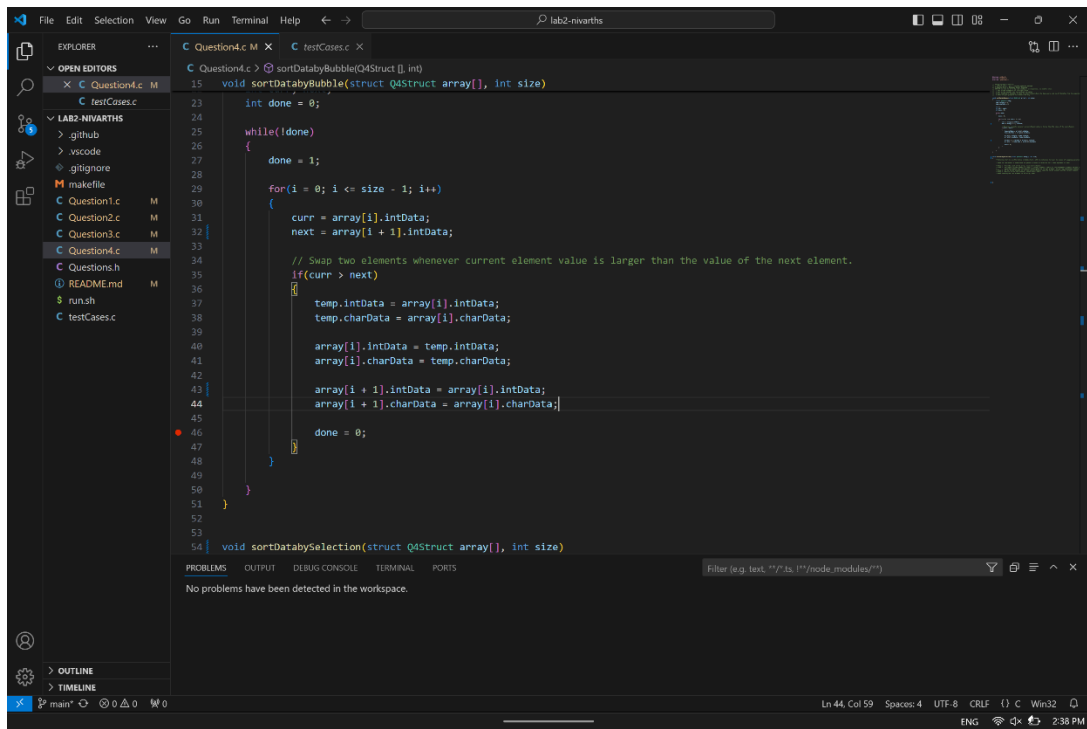 File Edit Selection View Go Run Terminal Help
lab2-nivarths
EXPLORER
Question4.c M
testCases.c
OPEN EDITORS
Question4.c M
testCases.c
LAB2-NIVARTHS
.github
.vscode
.gitignore
makefile
Question1.c M
Question2.c M
Question3.c M
Question4.c M
Questions.h
README.md M
run.sh
testCases.c
5
C Question4.c > sortDatabyBubble(Q4Struct [], int)
15 void sortDatabyBubble(struct Q4Struct array[], int size)
23 int done = 0;
24
25 while(!done)
26 {
27 done = 1;
28
29 for(i = 0; i <= size - 1; i++)
30 {
31 curr = array[i].intData;
32 next = array[i + 1].intData;
33
34 // Swap two elements whenever current element value is larger than the value of the next element.
35 if(curr > next)
36 {
37 temp.intData = array[i].intData;
38 temp.charData = array[i].charData;
39
40 array[i].intData = temp.intData;
41 array[i].charData = temp.charData;
42
43 array[i + 1].intData = array[i].intData;
44 array[i + 1].charData = array[i].charData;
45
46 done = 0;
47 }
48 }
49
50 }
51 }
52
53
54 void sortDatabySelection(struct Q4Struct array[], int size)
PROBLEMS OUTPUT DEBUG CONSOLE TERMINAL PORTS
Filter (e.g. text, **/*.ts, !**/node_modules/**)
No problems have been detected in the workspace.
OUTLINE
TIMELINE
main* 0 0 0
Ln 44, Col 59 Spaces: 4 UTF-8 CRLF {} C Win32
ENG 2:38 PM